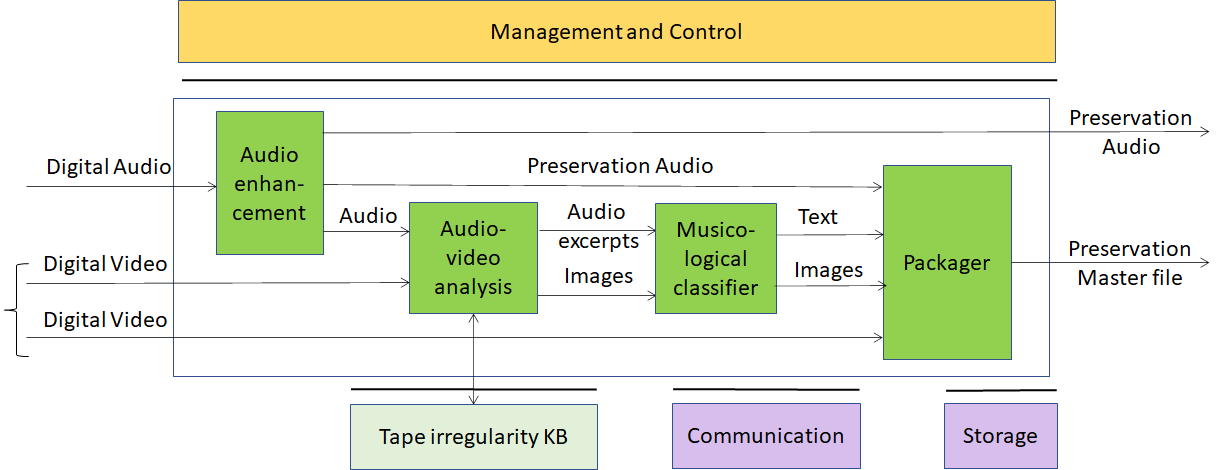 Management and Control
Preservation
Audio
Audio
enhan-
cement
Digital Audio
Preservation Audio
Audio
Audio-
video
analysis
Audio
excerpts
Images
Musico-
logical
classifier
Text
Images
Packager
Preservation
Master file
Digital Video
Digital Video
Tape irregularity KB
Communication
Storage